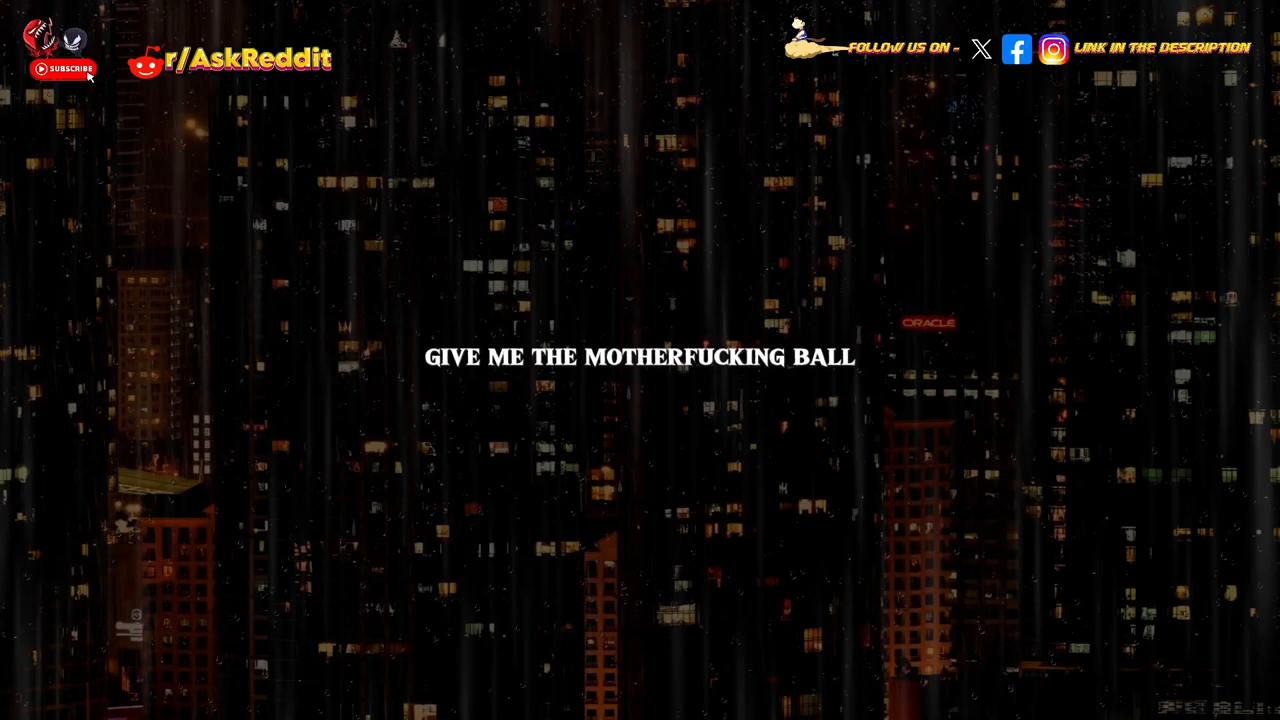 SUBSCRIBE
r/AskReddit
FOLLOW US ON -
LINK IN THE DESCRIPTION
ORACLE
GIVE ME THE MOTHERFUCKING BALL